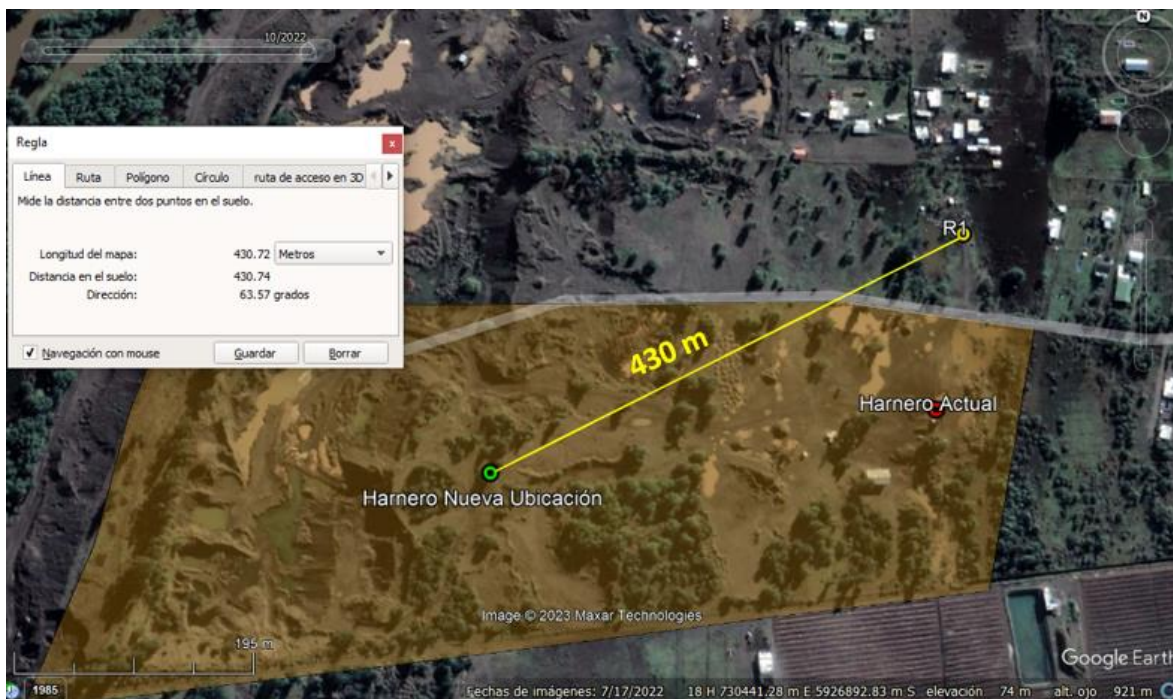 10/2022
N
Regla
x
Línea Ruta Polígono Círculo ruta de acceso en 3D
Mide la distancia entre dos puntos en el suelo.
Longitud del mapa: 430.72 Metros
Distancia en el suelo: 430.74
Dirección: 63.57 grados
Navegación con mouse Guardar Borrar
R1
430 m
Harnero Actual
Harnero Nueva Ubicación
Image © 2023 Maxar Technologies
195 m
Google Earth
1985
Fechas de imágenes: 7/17/2022 18 H 730441.28 m E 5926892.83 m S elevación 74 m alt. ojo 921 m